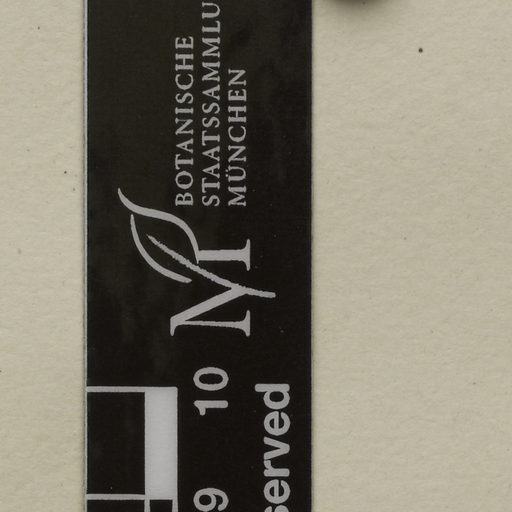 BOTANISCHE
STAATSSAMMLU
MÜNCHEN
M
9 10
served